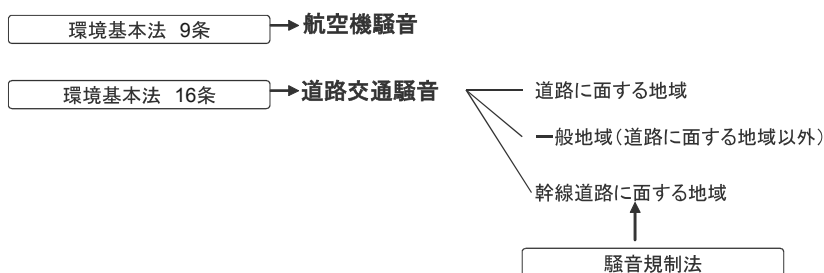 環境基本法 9条
航空機騒音
環境基本法 16条
道路交通騒音
道路に面する地域
一般地域(道路に面する地域以外)
幹線道路に面する地域
騒音規制法